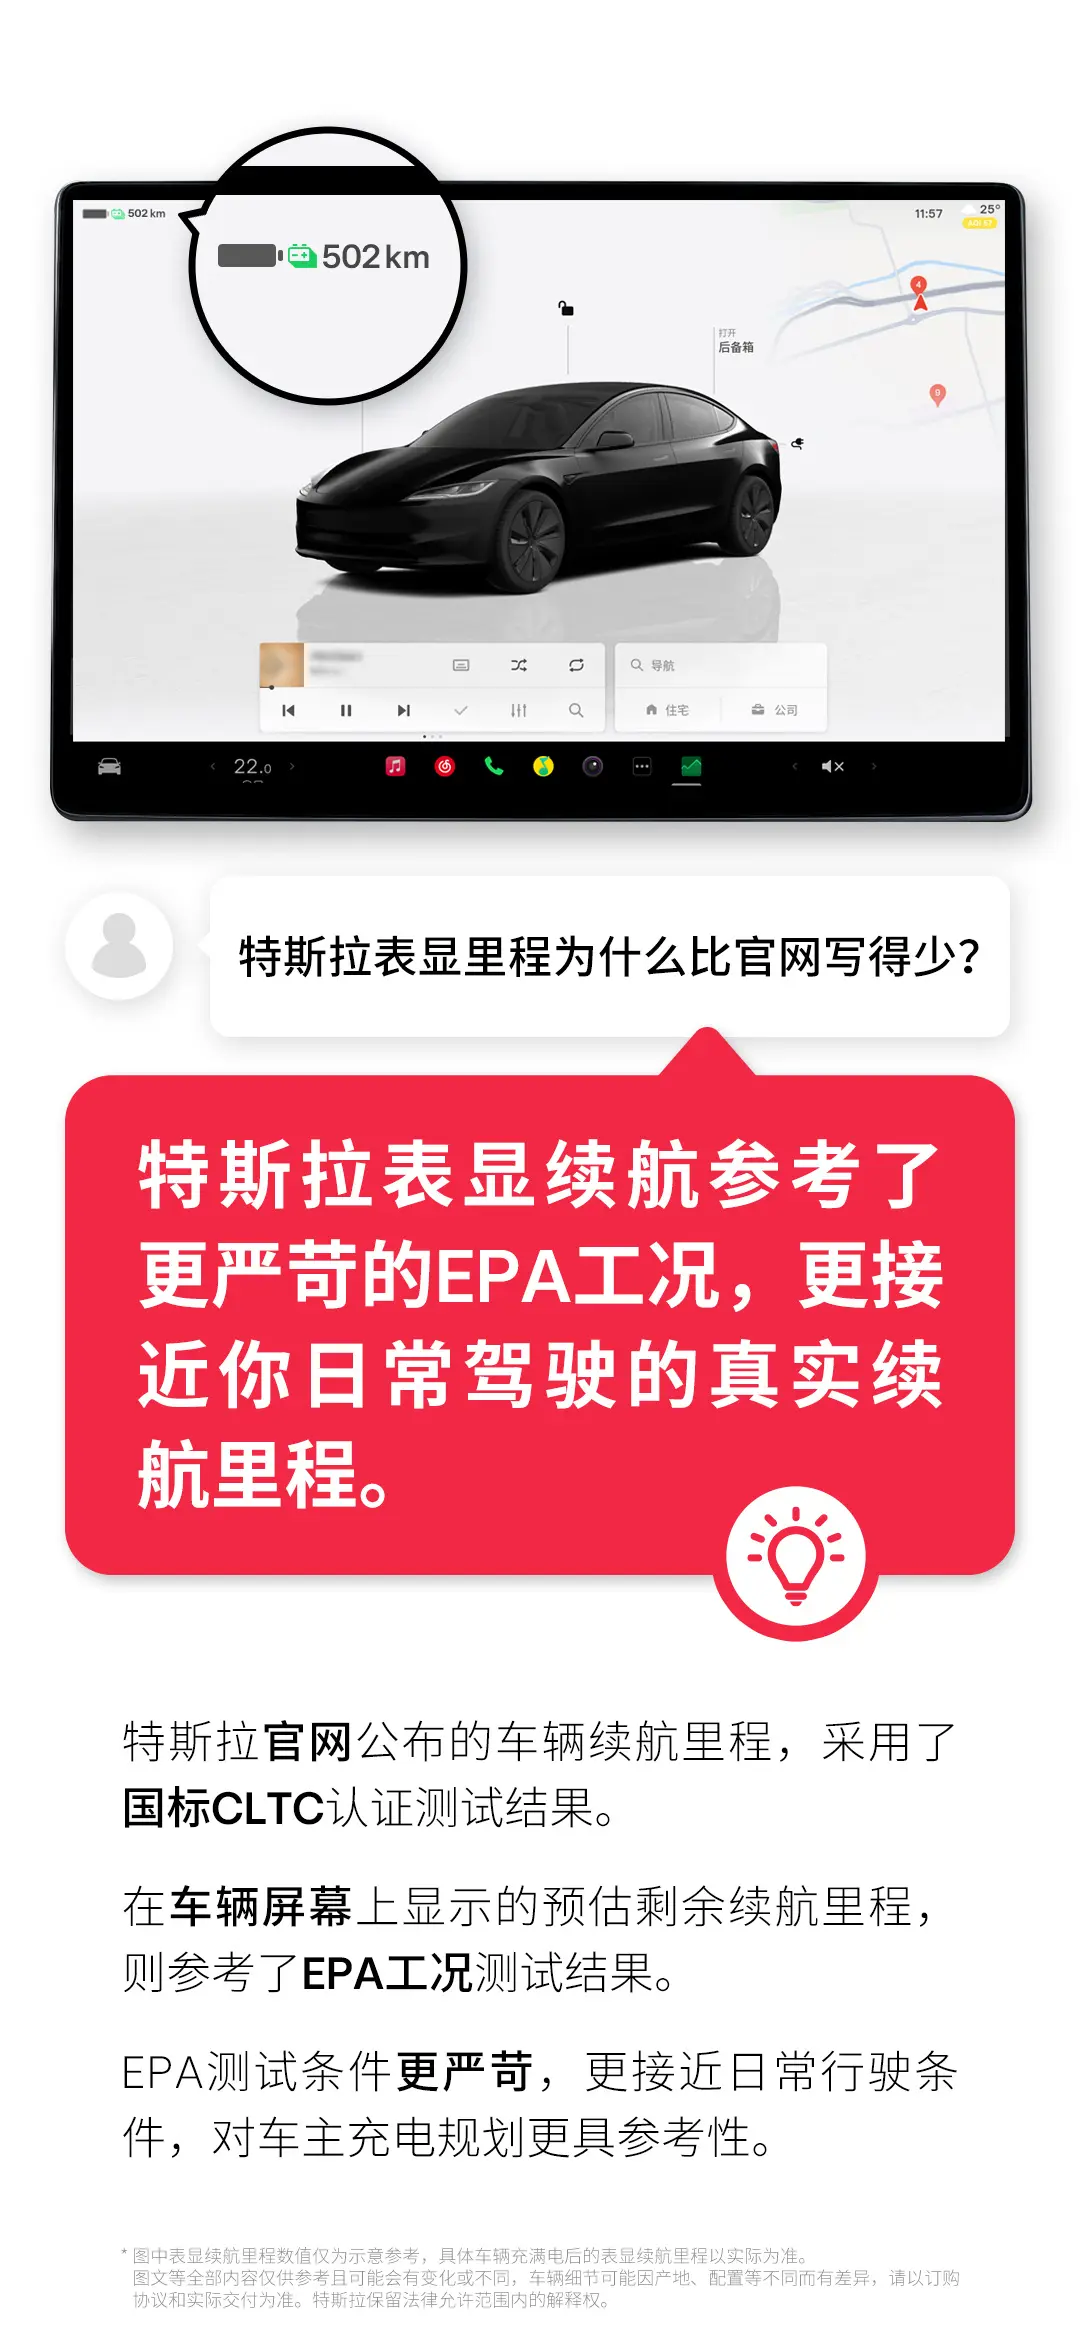 502 km
502 km
11:57
25°
AQI 57
4
打开
后备箱
9
导航
住宅
公司
22.0
特斯拉表显里程为什么比官网写得少？
特斯拉表显续航参考了
更严苛的EPA工况，更接
近你日常驾驶的真实续
航里程。
特斯拉官网公布的车辆续航里程，采用了
国标CLTC认证测试结果。
在车辆屏幕上显示的预估剩余续航里程，
则参考了EPA工况测试结果。
EPA测试条件更严苛，更接近日常行驶条
件，对车主充电规划更具参考性。
* 图中表显续航里程数值仅为示意参考，具体车辆充满电后的表显续航里程以实际为准。
图文等全部内容仅供参考且可能会有变化或不同，车辆细节可能因产地、配置等不同而有差异，请以订购
协议和实际交付为准。特斯拉保留法律允许范围内的解释权。